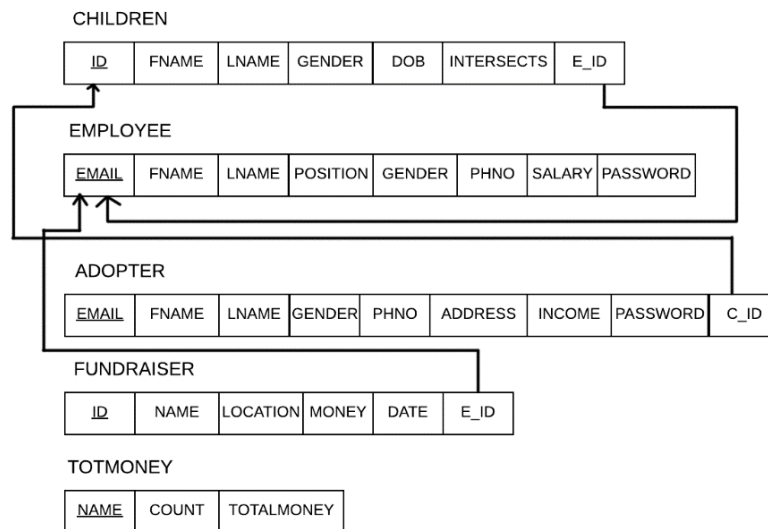 CHILDREN
ID FNAME LNAME GENDER DOB INTERSECTS E_ID
EMPLOYEE
EMAIL FNAME LNAME POSITION GENDER PHNO SALARY PASSWORD
ADOPTER
EMAIL FNAME LNAME GENDER PHNO ADDRESS INCOME PASSWORD C_ID
FUNDRAISER
ID NAME LOCATION MONEY DATE E_ID
TOTMONEY
NAME COUNT TOTALMONEY